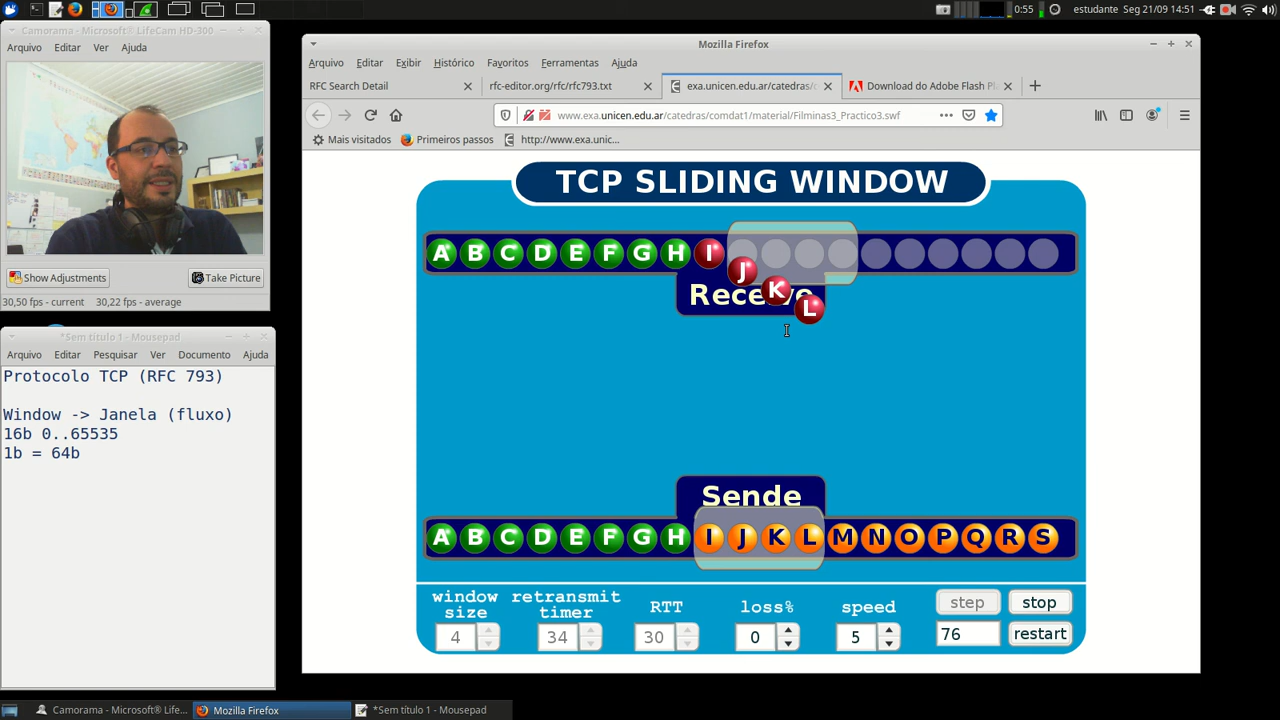 0:55 estudante Seg 21/09 14:51
Camorama - Microsoft® LifeCam HD-300
Arquivo Editar Ver Ajuda
Show Adjustments Take Picture
30,50 fps - current 30,22 fps - average
*Sem título 1 - Mousepad
Arquivo Editar Pesquisar Ver Documento Ajuda
Protocolo TCP (RFC 793)
Window -> Janela (fluxo)
16b 0..65535
1b = 64b
Mozilla Firefox
Arquivo Editar Exibir Histórico Favoritos Ferramentas Ajuda
RFC Search Detail rfc-editor.org/rfc/rfc793.txt exa.unicen.edu.ar/catedras/c Download do Adobe Flash Pl
www.exa.unicen.edu.ar/catedras/comdat1/material/Filminas3_Practico3.swf
Mais visitados Primeiros passos http://www.exa.unic...
TCP SLIDING WINDOW
A B C D E F G H I
J
K
L
Receive
Sende
A B C D E F G H I J K L M N O P Q R S
window size retransmit timer RTT loss% speed step stop
4 34 30 0 5 76 restart
Camorama - Microsoft® LifeC... Mozilla Firefox *Sem título 1 - Mousepad